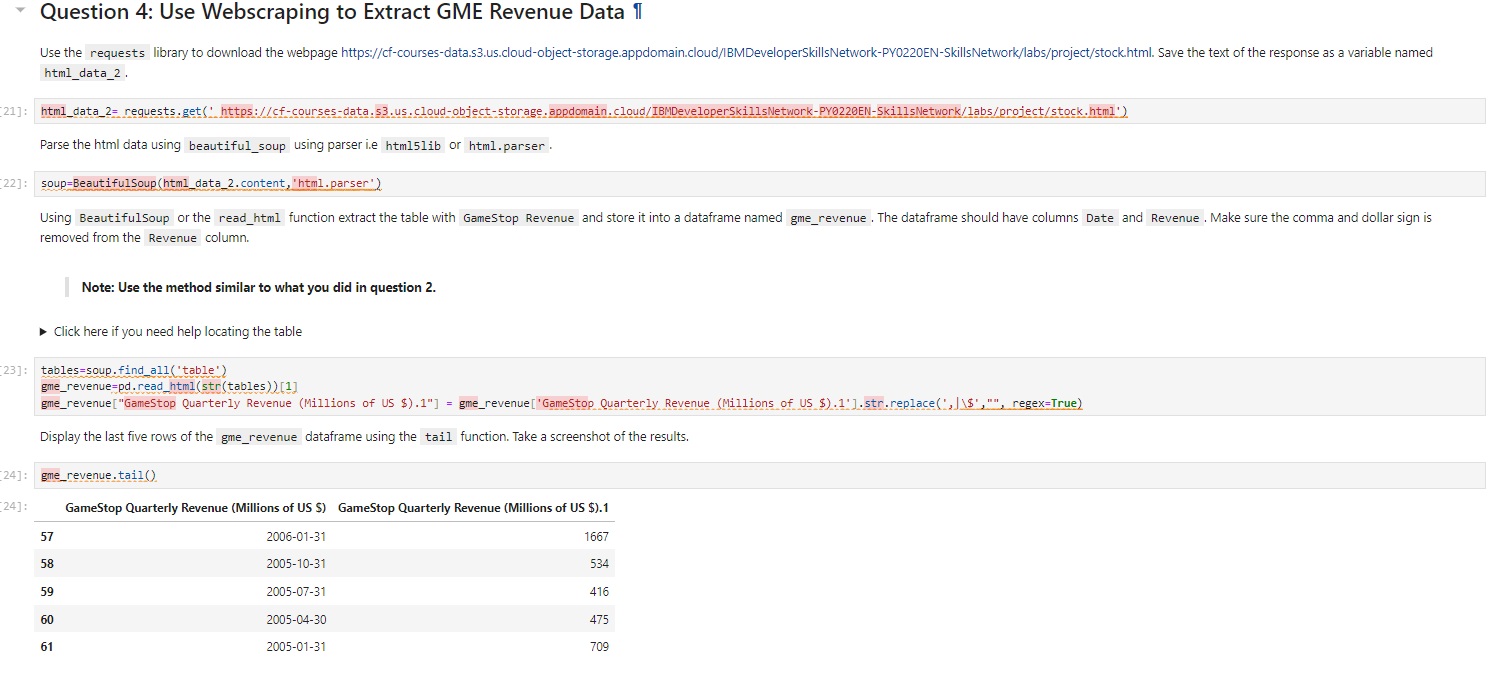 Question 4: Use Webscraping to Extract GME Revenue Data ¶
Use the requests library to download the webpage https://cf-courses-data.s3.us.cloud-object-storage.appdomain.cloud/IBMDeveloperSkillsNetwork-PY0220EN-SkillsNetwork/labs/project/stock.html. Save the text of the response as a variable named
html_data_2.
21]: html_data_2= requests.get(' https://cf-courses-data.s3.us.cloud-object-storage.appdomain.cloud/IBMDeveloperSkillsNetwork-PY0220EN-SkillsNetwork/labs/project/stock.html')
Parse the html data using beautiful_soup using parser i.e html5lib or html.parser.
22]: soup=BeautifulSoup(html_data_2.content,'html.parser')
Using BeautifulSoup or the read_html function extract the table with GameStop Revenue and store it into a dataframe named gme_revenue. The dataframe should have columns Date and Revenue. Make sure the comma and dollar sign is
removed from the Revenue column.
Note: Use the method similar to what you did in question 2.
Click here if you need help locating the table
23]: tables=soup.find_all('table')
gme_revenue=pd.read_html(str(tables))[1]
gme_revenue["GameStop Quarterly Revenue (Millions of US $).1"] = gme_revenue['GameStop Quarterly Revenue (Millions of US $).1'].str.replace(',|\$',"", regex=True)
Display the last five rows of the gme_revenue dataframe using the tail function. Take a screenshot of the results.
24]: gme_revenue.tail()
24]: GameStop Quarterly Revenue (Millions of US $) GameStop Quarterly Revenue (Millions of US $).1
57 2006-01-31 1667
58 2005-10-31 534
59 2005-07-31 416
60 2005-04-30 475
61 2005-01-31 709